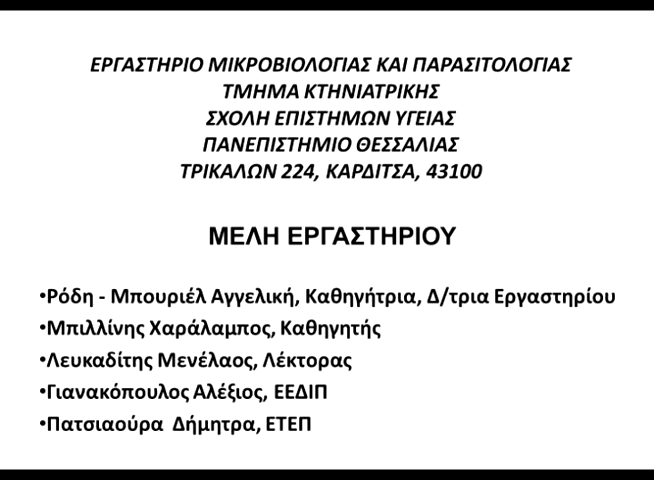 ΕΡΓΑΣΤΗΡΙΟ ΜΙΚΡΟΒΙΟΛΟΓΙΑΣ ΚΑΙ ΠΑΡΑΣΙΤΟΛΟΓΙΑΣ
ΤΜΗΜΑ ΚΤΗΝΙΑΤΡΙΚΗΣ
ΣΧΟΛΗ ΕΠΙΣΤΗΜΩΝ ΥΓΕΙΑΣ
ΠΑΝΕΠΙΣΤΗΜΙΟ ΘΕΣΣΑΛΙΑΣ
ΤΡΙΚΑΛΩΝ 224, ΚΑΡΔΙΤΣΑ, 43100
ΜΕΛΗ ΕΡΓΑΣΤΗΡΙΟΥ
•Ρόδη - Μπουριέλ Αγγελική, Καθηγήτρια, Δ/τρια Εργαστηρίου
•Μπιλλίνης Χαράλαμπος, Καθηγητής
•Λευκαδίτης Μενέλαος, Λέκτορας
•Γιανακόπουλος Αλέξιος, ΕΕΔΙΠ
•Πατσιαούρα  Δήμητρα, ΕΤΕΠ